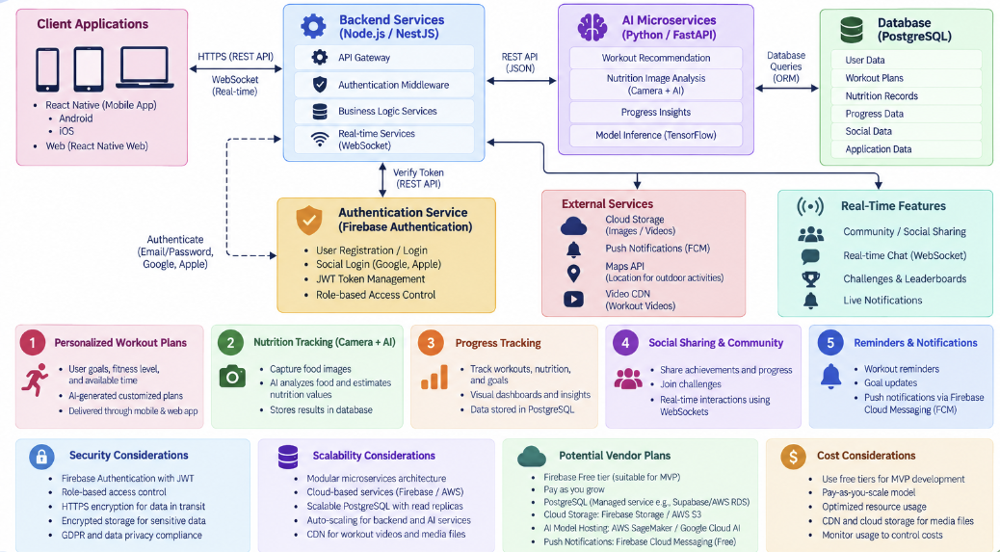 Client Applications
React Native (Mobile App)
Android
iOS
Web (React Native Web)
HTTPS (REST API)
WebSocket
(Real-time)
Backend Services
(Node.js / NestJS)
API Gateway
Authentication Middleware
Business Logic Services
Real-time Services
(WebSocket)
REST API
(JSON)
AI Microservices
(Python / FastAPI)
Workout Recommendation
Nutrition Image Analysis
(Camera + AI)
Progress Insights
Model Inference (TensorFlow)
Database
Queries
(ORM)
Database
(PostgreSQL)
User Data
Workout Plans
Nutrition Records
Progress Data
Social Data
Application Data
Verify Token
(REST API)
Authenticate
(Email/Password,
Google, Apple)
Authentication Service
(Firebase Authentication)
User Registration / Login
Social Login (Google, Apple)
JWT Token Management
Role-based Access Control
External Services
Cloud Storage
(Images / Videos)
Push Notifications (FCM)
Maps API
(Location for outdoor activities)
Video CDN
(Workout Videos)
Real-Time Features
Community / Social Sharing
Real-time Chat (WebSocket)
Challenges & Leaderboards
Live Notifications
1
Personalized Workout Plans
User goals, fitness level,
and available time
AI-generated customized plans
Delivered through mobile & web app
2
Nutrition Tracking (Camera + AI)
Capture food images
AI analyzes food and estimates
nutrition values
Stores results in database
3
Progress Tracking
Track workouts, nutrition,
and goals
Visual dashboards and insights
Data stored in PostgreSQL
4
Social Sharing & Community
Share achievements and progress
Join challenges
Real-time interactions using
WebSockets
5
Reminders & Notifications
Workout reminders
Goal updates
Push notifications via Firebase
Cloud Messaging (FCM)
Security Considerations
Firebase Authentication with JWT
Role-based access control
HTTPS encryption for data in transit
Encrypted storage for sensitive data
GDPR and data privacy compliance
Scalability Considerations
Modular microservices architecture
Cloud-based services (Firebase / AWS)
Scalable PostgreSQL with read replicas
Auto-scaling for backend and AI services
CDN for workout videos and media files
Potential Vendor Plans
Firebase Free tier (suitable for MVP)
Pay as you grow
PostgreSQL (Managed service e.g., Supabase/AWS RDS)
Cloud Storage: Firebase Storage / AWS S3
AI Model Hosting: AWS SageMaker / Google Cloud AI
Push Notifications: Firebase Cloud Messaging (Free)
$
Cost Considerations
Use free tiers for MVP development
Pay-as-you-scale model
Optimized resource usage
CDN and cloud storage for media files
Monitor usage to control costs